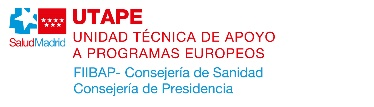 UTAPE
UNIDAD TÉCNICA DE APOYO
A PROGRAMAS EUROPEOS
SaludMadrid
FIIBAP- Consejería de Sanidad
Consejería de Presidencia